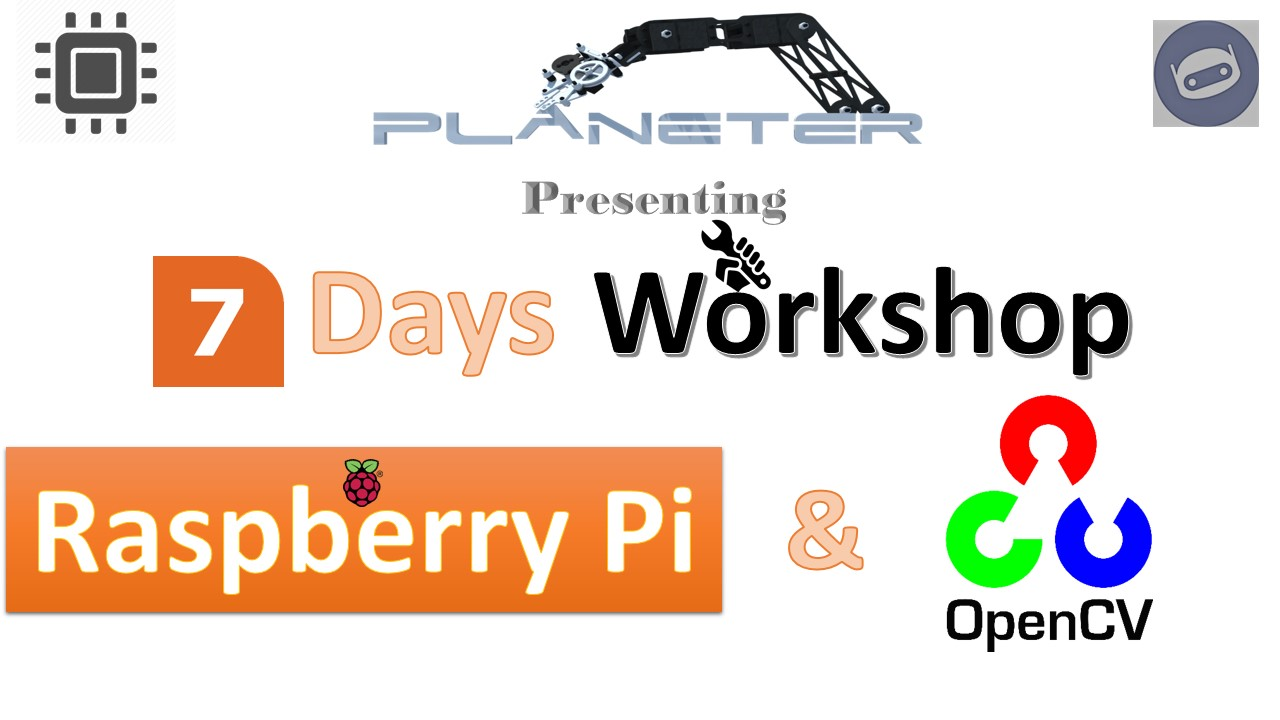 PLANETER
Presenting
7 Days Workshop
Raspberry Pi & OpenCV